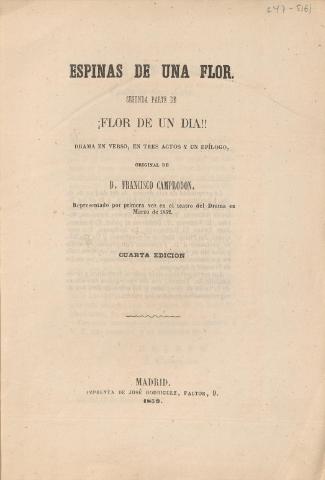 ESPINAS DE UNA FLOR.
SEGUNDA PARTE DE
¡FLOR DE UN DIA!!
DRAMA EN VERSO, EN TRES ACTOS Y UN EPÍLOGO,
ORIGINAL DE
D. FRANCISCO CAMPRODON.
Representado por primera vez en el teatro del Drama en
Marzo de 1852.
CUARTA EDICION
MADRID.
IMPRENTA DE JOSÉ RODRIGUEZ, FACTOR, 9.
1859.